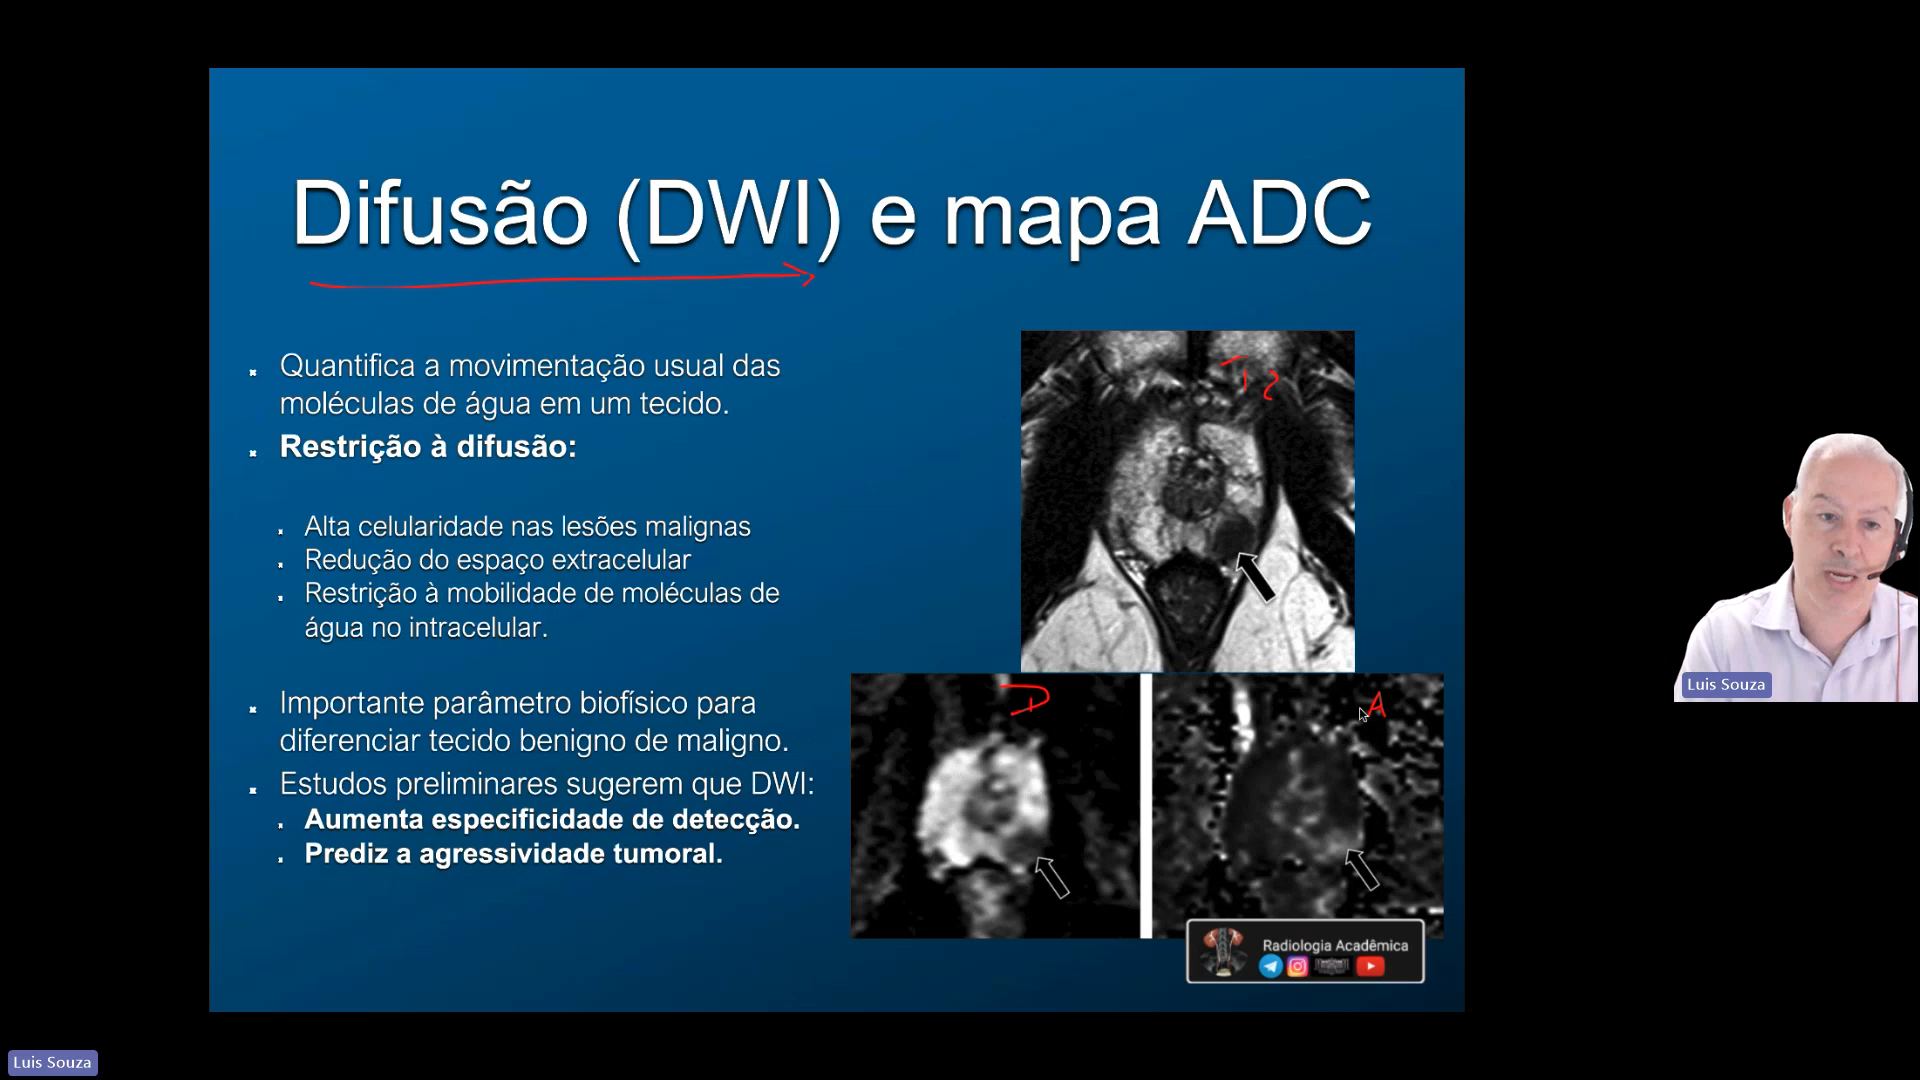 Difusão (DWI) e mapa ADC
Quantifica a movimentação usual das
moléculas de água em um tecido.
Restrição à difusão:
Alta celularidade nas lesões malignas
Redução do espaço extracelular
Restrição à mobilidade de moléculas de
água no intracelular.
Importante parâmetro biofísico para
diferenciar tecido benigno de maligno.
Estudos preliminares sugerem que DWI:
Aumenta especificidade de detecção.
Prediz a agressividade tumoral.
T2
D
A
Radiologia Acadêmica
Luis Souza
Luis Souza